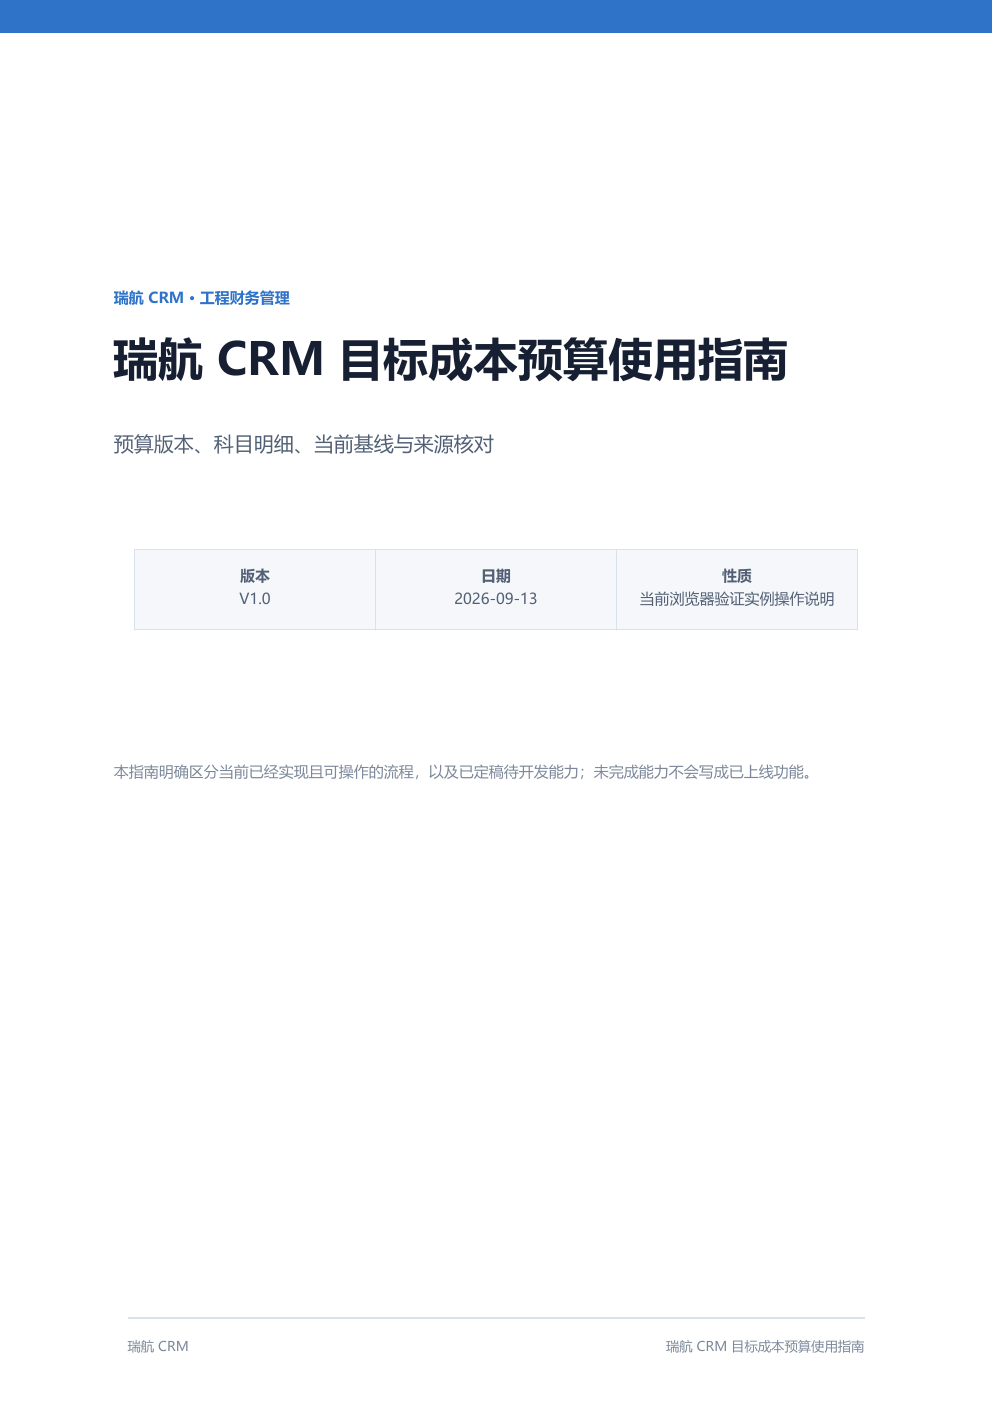 瑞航 CRM • 工程财务管理
瑞航 CRM 目标成本预算使用指南
预算版本、科目明细、当前基线与来源核对
版本
V1.0
日期
2026-09-13
性质
当前浏览器验证实例操作说明
本指南明确区分当前已经实现且可操作的流程，以及已定稿待开发能力；未完成能力不会写成已上线功能。
瑞航 CRM
瑞航 CRM 目标成本预算使用指南